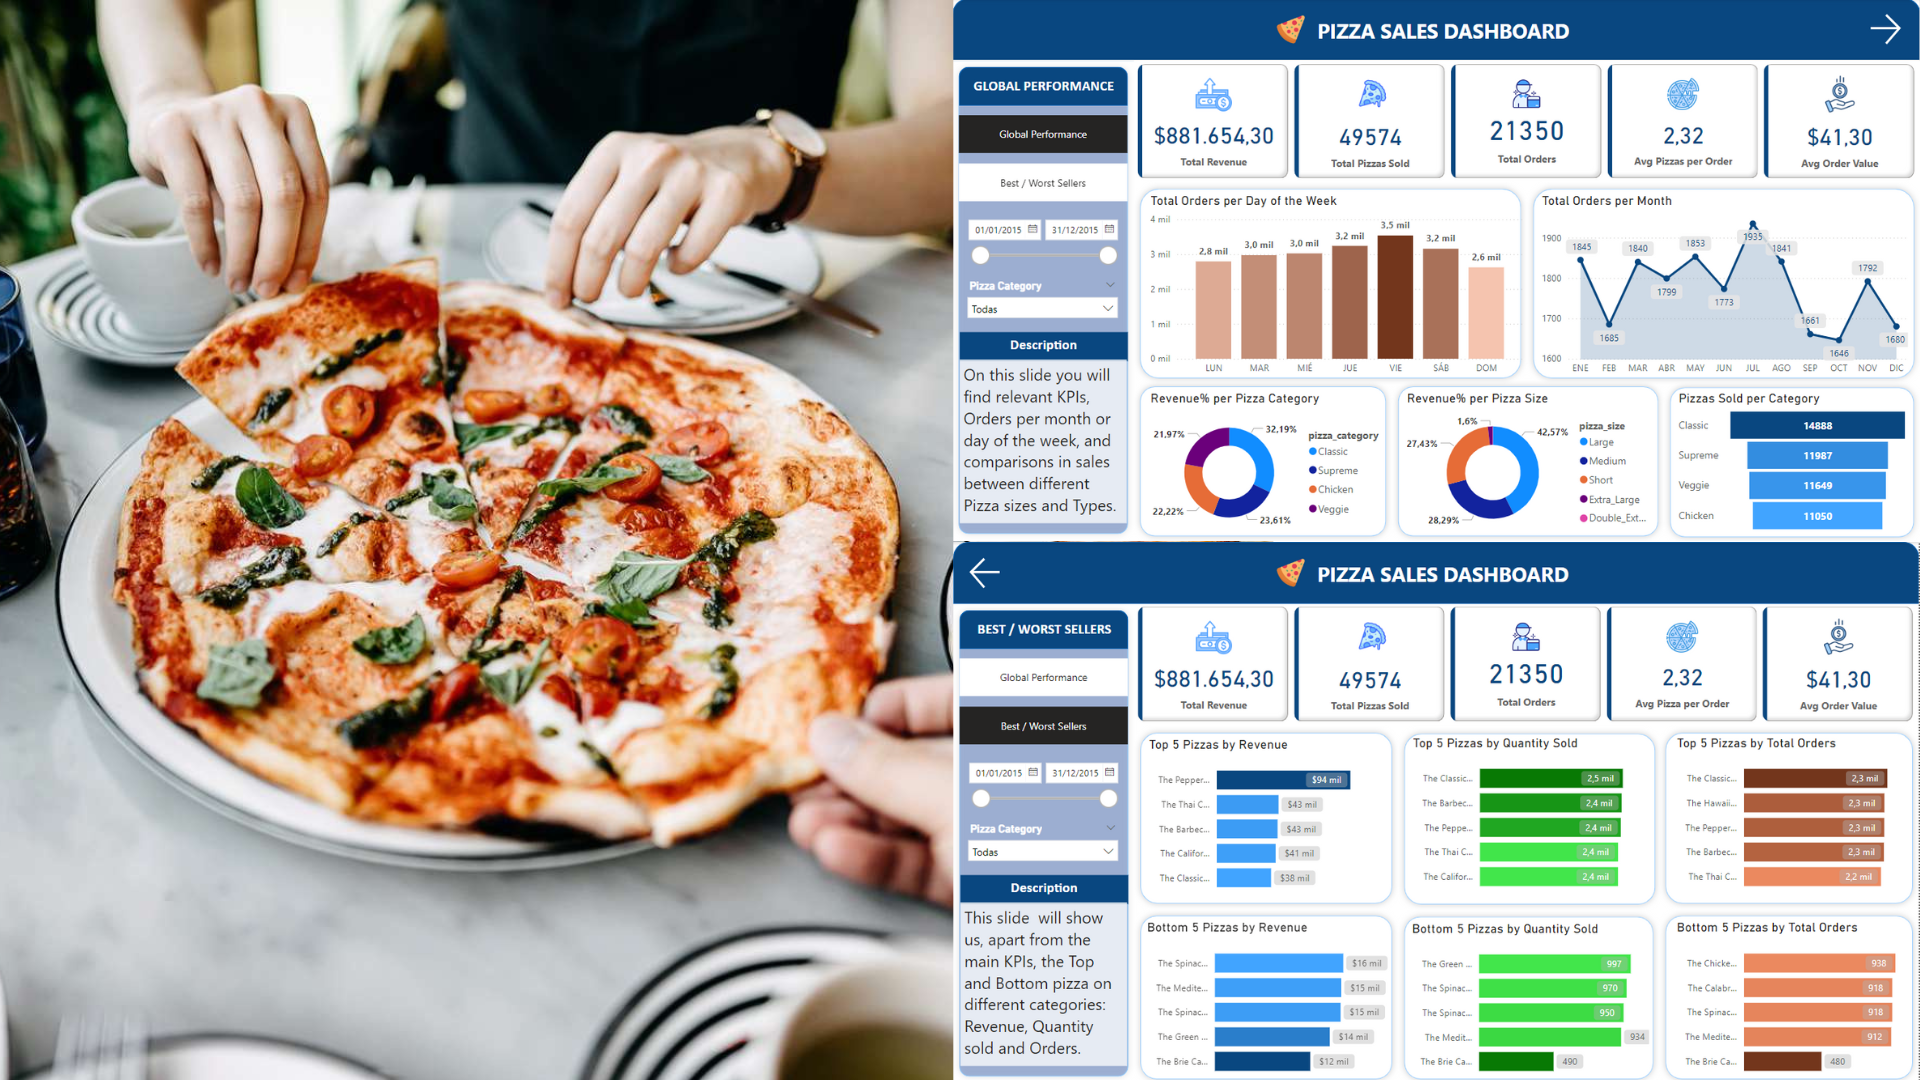 PIZZA SALES DASHBOARD
GLOBAL PERFORMANCE
Global Performance
Best / Worst Sellers
01/01/2015
31/12/2015
Pizza Category
Todas
Description
On this slide you will
find relevant KPIs,
Orders per month or
day of the week, and
comparisons in sales
between different
Pizza sizes and Types.
$881.654,30
Total Revenue
49574
Total Pizzas Sold
21350
Total Orders
2,32
Avg Pizzas per Order
$41,30
Avg Order Value
Total Orders per Day of the Week
4 mil
3 mil
2 mil
1 mil
0 mil
2,8 mil
3,0 mil
3,0 mil
3,2 mil
3,5 mil
3,2 mil
2,6 mil
LUN MAR MIÉ JUE VIE SÁB DOM
Total Orders per Month
1900
1800
1700
1600
1845
1685
1840
1799
1853
1773
1935
1841
1661
1646
1792
1680
ENE FEB MAR ABR MAY JUN JUL AGO SEP OCT NOV DIC
Revenue% per Pizza Category
21,97%
32,19%
22,22%
23,61%
pizza_category
Classic
Supreme
Chicken
Veggie
Revenue% per Pizza Size
1,6%
27,43%
42,57%
28,29%
pizza_size
Large
Medium
Short
Extra_Large
Double_Ext...
Pizzas Sold per Category
Classic 14888
Supreme 11987
Veggie 11649
Chicken 11050
PIZZA SALES DASHBOARD
BEST / WORST SELLERS
Global Performance
Best / Worst Sellers
01/01/2015
31/12/2015
Pizza Category
Todas
Description
This slide will show
us, apart from the
main KPIs, the Top
and Bottom pizza on
different categories:
Revenue, Quantity
sold and Orders.
$881.654,30
Total Revenue
49574
Total Pizzas Sold
21350
Total Orders
2,32
Avg Pizza per Order
$41,30
Avg Order Value
Top 5 Pizzas by Revenue
The Pepper... $94 mil
The Thai C... $43 mil
The Barbec... $43 mil
The Califor... $41 mil
The Classic... $38 mil
Top 5 Pizzas by Quantity Sold
The Classic... 2,5 mil
The Barbec... 2,4 mil
The Peppe... 2,4 mil
The Thai C... 2,4 mil
The Califor... 2,4 mil
Top 5 Pizzas by Total Orders
The Classic... 2,3 mil
The Hawaii... 2,3 mil
The Pepper... 2,3 mil
The Barbec... 2,3 mil
The Thai C... 2,2 mil
Bottom 5 Pizzas by Revenue
The Spinac... $16 mil
The Medite... $15 mil
The Spinac... $15 mil
The Green ... $14 mil
The Brie Ca... $12 mil
Bottom 5 Pizzas by Quantity Sold
The Green ... 997
The Spinac... 970
The Spinac... 950
The Medit... 934
The Brie Ca... 490
Bottom 5 Pizzas by Total Orders
The Chicke... 938
The Calabr... 918
The Spinac... 918
The Medite... 912
The Brie Ca... 480